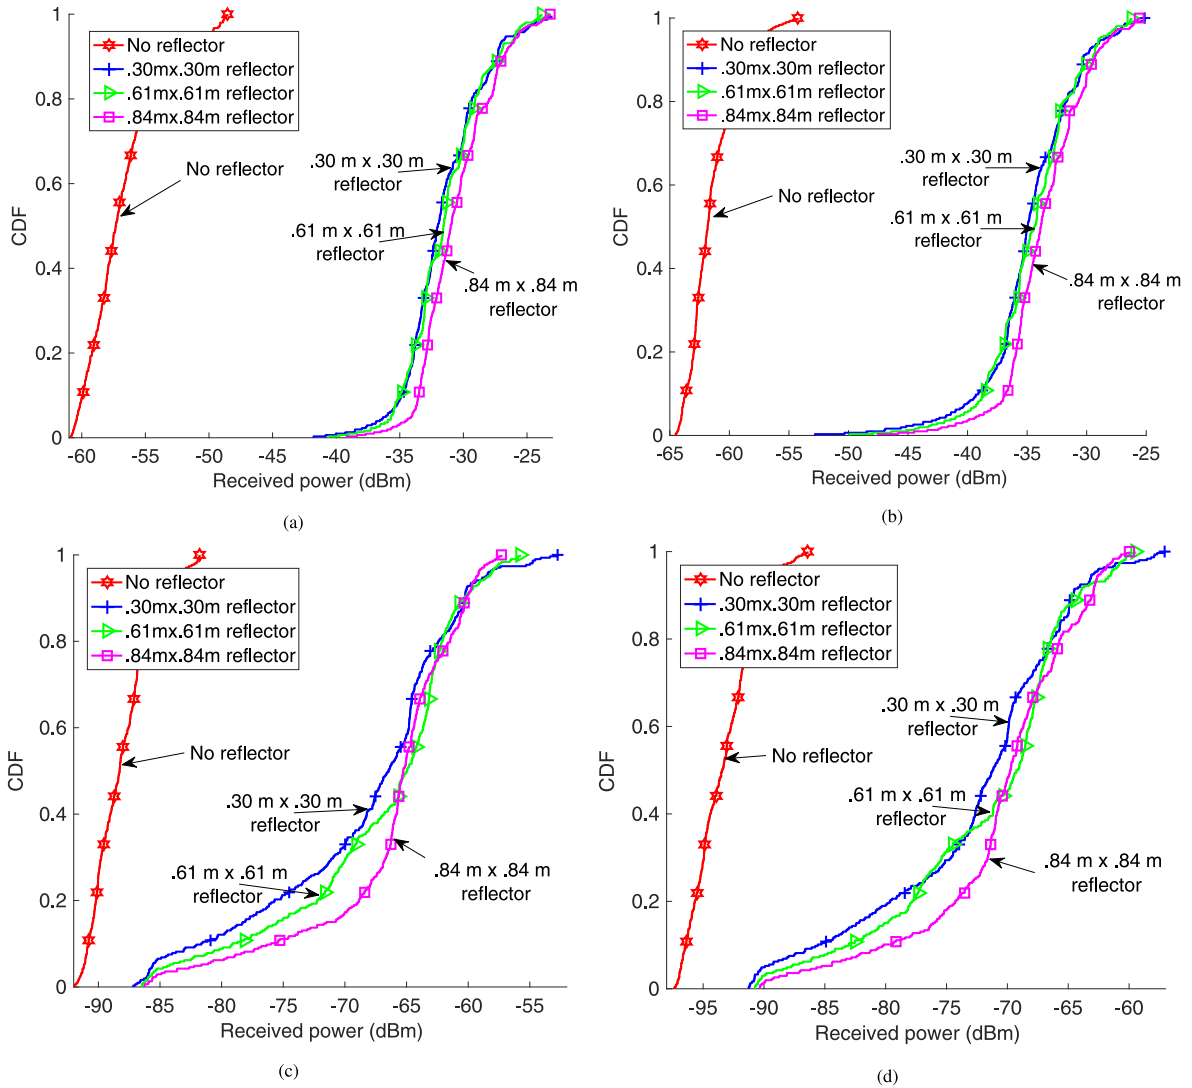 No reflector
.30mx.30m reflector
.61mx.61m reflector
.84mx.84m reflector
No reflector
.30 m x .30 m
reflector
.61 m x .61 m
reflector
.84 m x .84 m
reflector
CDF
1
0.8
0.6
0.4
0.2
0
-60 -55 -50 -45 -40 -35 -30 -25
Received power (dBm)
(a)
No reflector
.30mx.30m reflector
.61mx.61m reflector
.84mx.84m reflector
No reflector
.30 m x .30 m
reflector
.61 m x .61 m
reflector
.84 m x .84 m
reflector
CDF
1
0.8
0.6
0.4
0.2
0
-65 -60 -55 -50 -45 -40 -35 -30 -25
Received power (dBm)
(b)
No reflector
.30mx.30m reflector
.61mx.61m reflector
.84mx.84m reflector
No reflector
.30 m x .30 m
reflector
.61 m x .61 m
reflector
.84 m x .84 m
reflector
CDF
1
0.8
0.6
0.4
0.2
0
-90 -85 -80 -75 -70 -65 -60 -55
Received power (dBm)
(c)
No reflector
.30mx.30m reflector
.61mx.61m reflector
.84mx.84m reflector
.30 m x .30 m
reflector
No reflector
.61 m x .61 m
reflector
.84 m x .84 m
reflector
CDF
1
0.8
0.6
0.4
0.2
0
-95 -90 -85 -80 -75 -70 -65 -60
Received power (dBm)
(d)